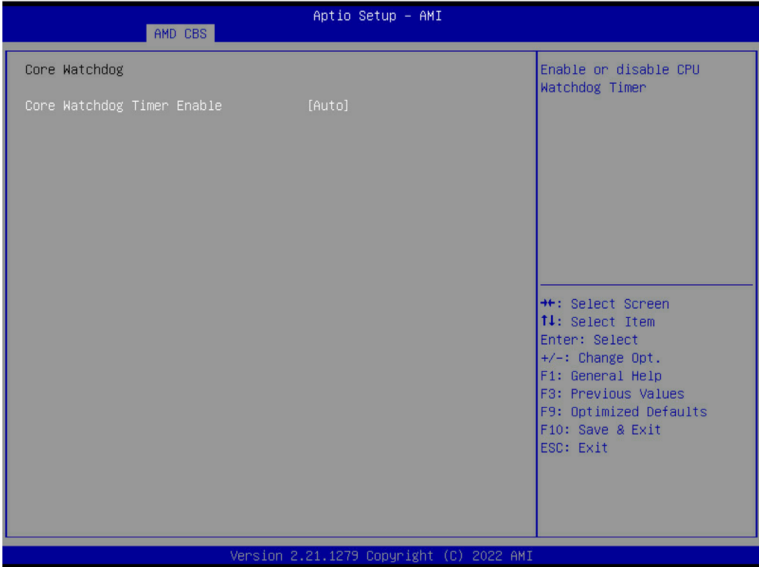 Aptio Setup – AMI
AMD CBS
Core Watchdog
Core Watchdog Timer Enable [Auto]
Enable or disable CPU
Watchdog Timer
→←: Select Screen
↑↓: Select Item
Enter: Select
+/-: Change Opt.
F1: General Help
F3: Previous Values
F9: Optimized Defaults
F10: Save & Exit
ESC: Exit
Version 2.21.1279 Copyright (C) 2022 AMI